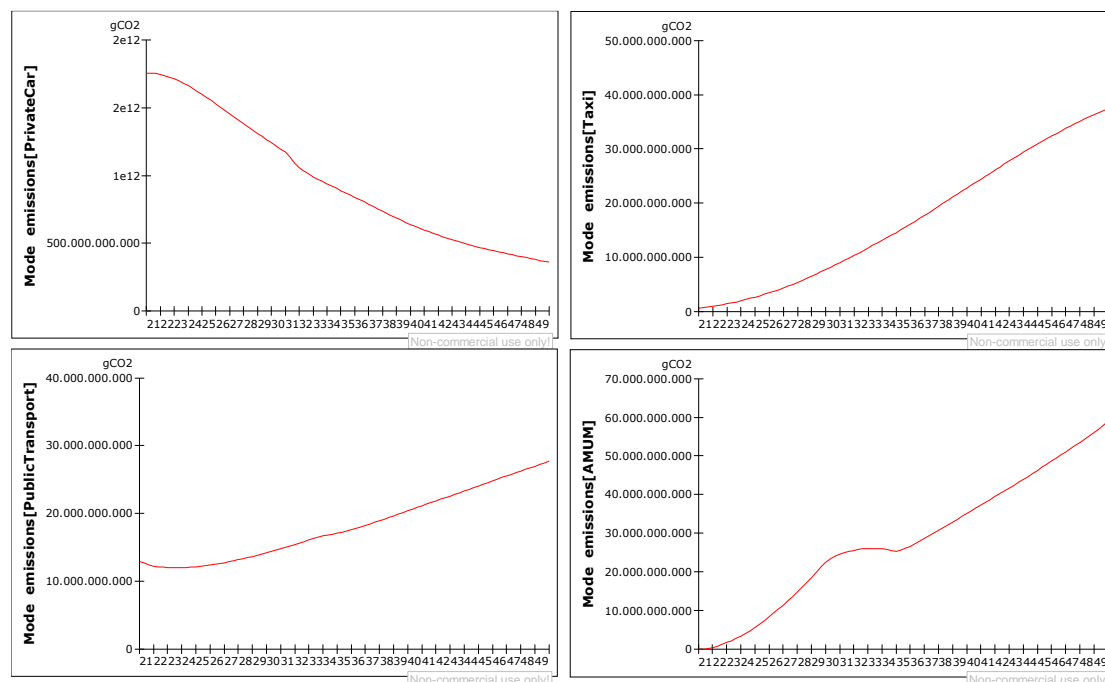 gCO2
2e12
2e12
1e12
500.000.000.000
0
Mode emissions[PrivateCar]
2122232425262728293031323334353637383940414243444546474849
Non-commercial use only!
gCO2
50.000.000.000
40.000.000.000
30.000.000.000
20.000.000.000
10.000.000.000
0
Mode emissions[Taxi]
2122232425262728293031323334353637383940414243444546474849
Non-commercial use only!
gCO2
40.000.000.000
30.000.000.000
20.000.000.000
10.000.000.000
0
Mode emissions[PublicTransport]
2122232425262728293031323334353637383940414243444546474849
Non-commercial use only!
gCO2
70.000.000.000
60.000.000.000
50.000.000.000
40.000.000.000
30.000.000.000
20.000.000.000
10.000.000.000
0
Mode emissions[AMUM]
2122232425262728293031323334353637383940414243444546474849
Non-commercial use only!